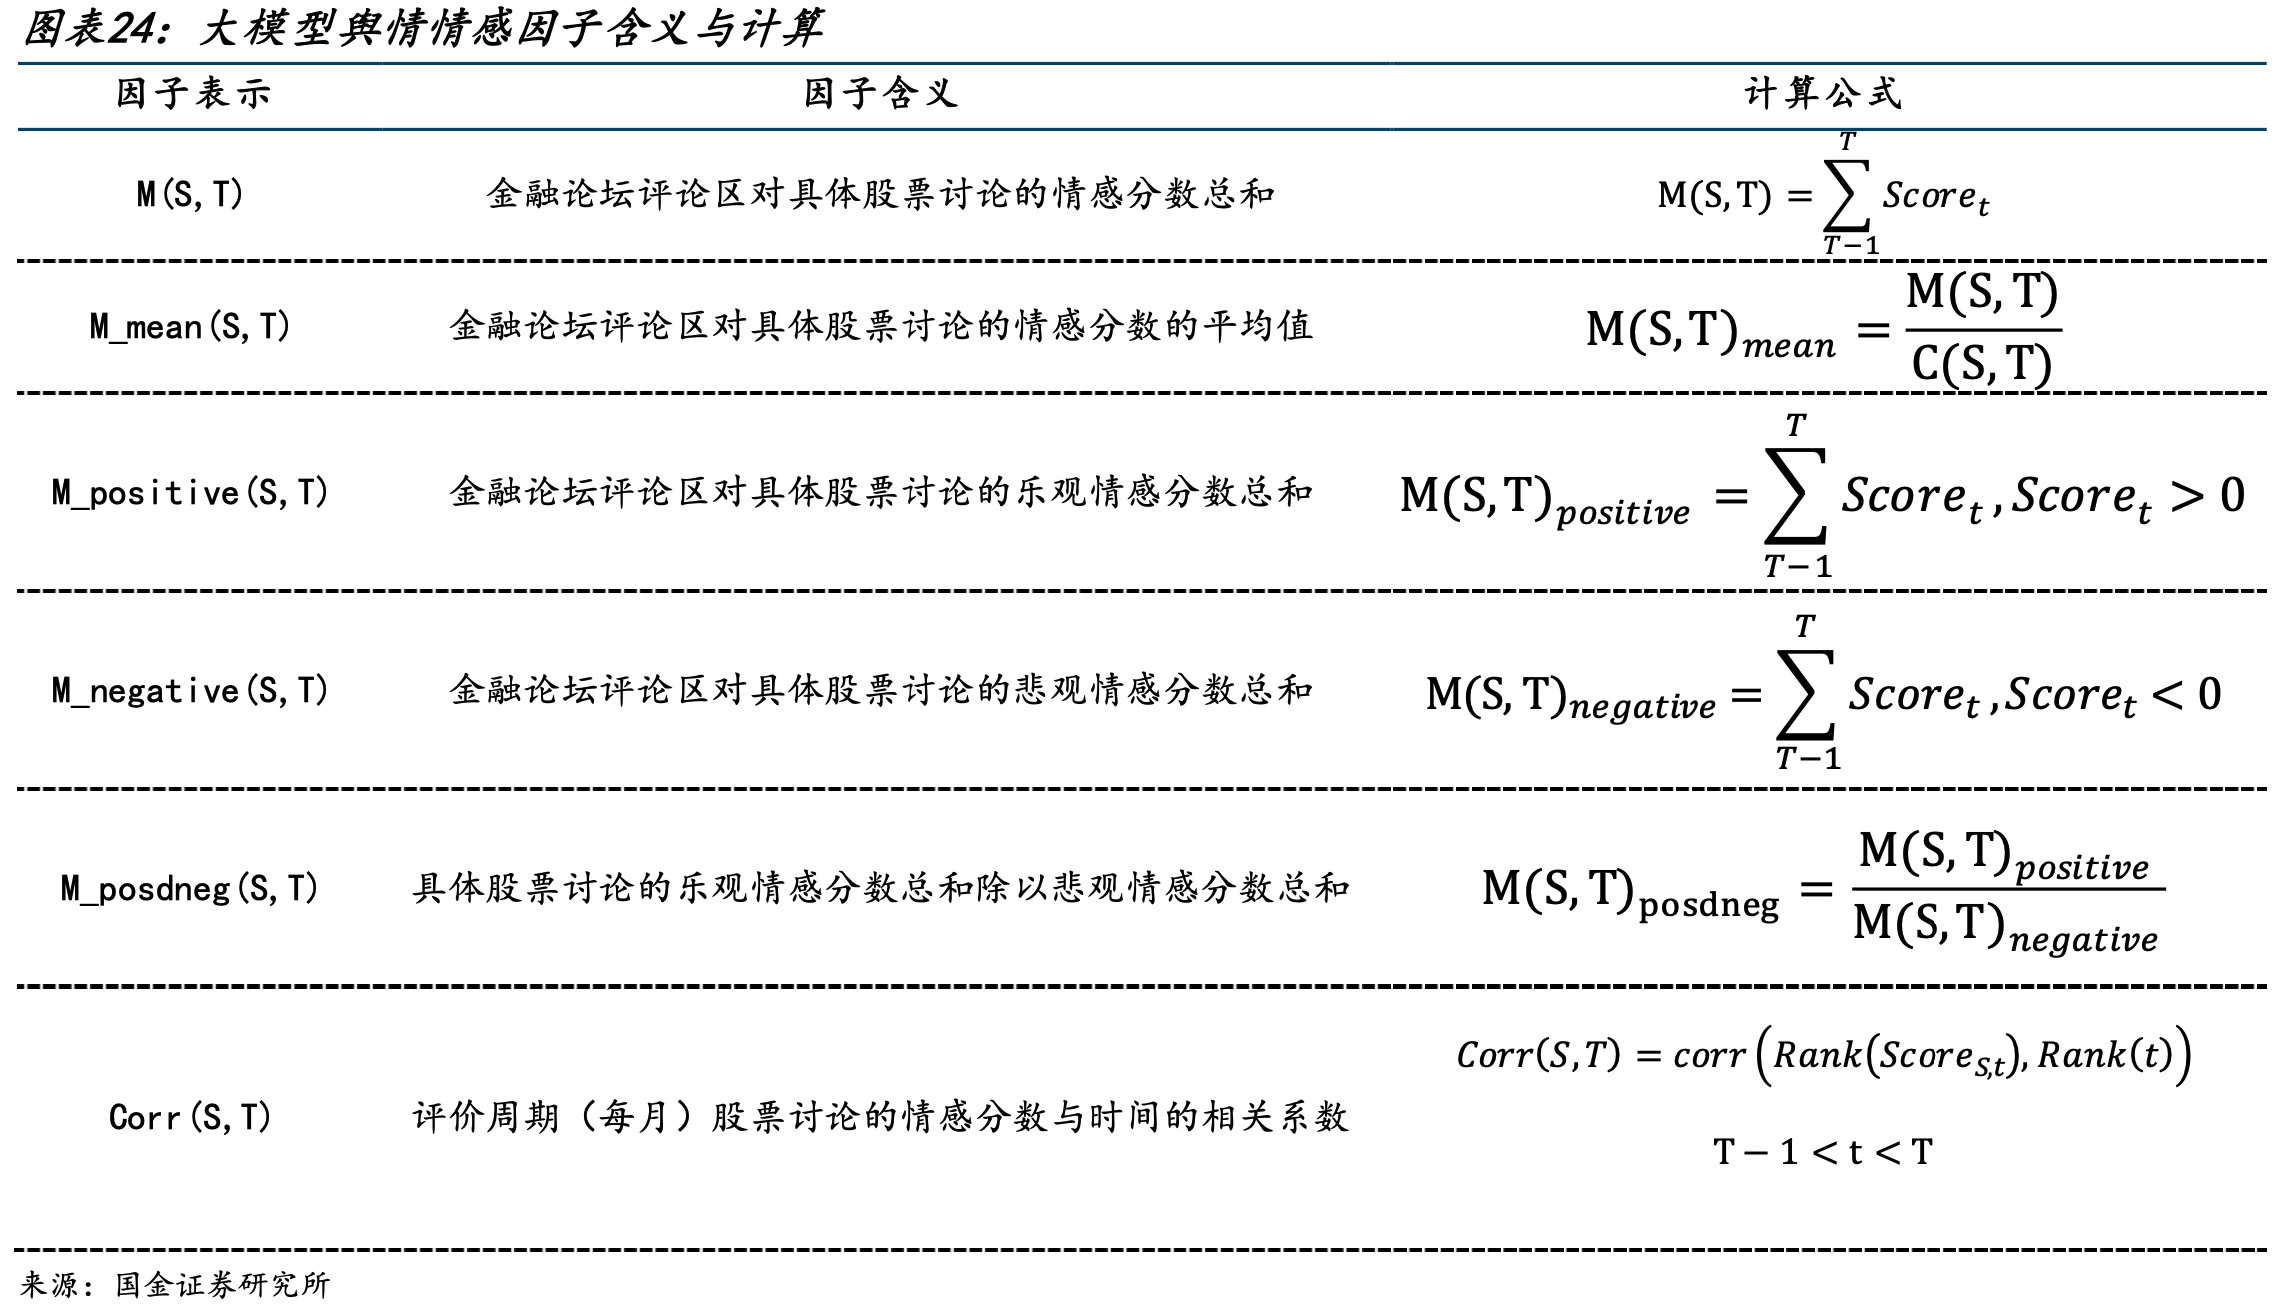 图表24：大模型舆情情感因子含义与计算
因子表示 因子含义 计算公式
M(S,T) 金融论坛评论区对具体股票讨论的情感分数总和 M(S,T) = \sum_{T-1}^{T} Score_t
M_mean(S,T) 金融论坛评论区对具体股票讨论的情感分数的平均值 M(S,T)_{mean} = \frac{M(S,T)}{C(S,T)}
M_positive(S,T) 金融论坛评论区对具体股票讨论的乐观情感分数总和 M(S,T)_{positive} = \sum_{T-1}^{T} Score_t, Score_t > 0
M_negative(S,T) 金融论坛评论区对具体股票讨论的悲观情感分数总和 M(S,T)_{negative} = \sum_{T-1}^{T} Score_t, Score_t < 0
M_posdneg(S,T) 具体股票讨论的乐观情感分数总和除以悲观情感分数总和 M(S,T)_{posdneg} = \frac{M(S,T)_{positive}}{M(S,T)_{negative}}
Corr(S,T) 评价周期（每月）股票讨论的情感分数与时间的相关系数 Corr(S,T) = corr(Rank(Score_{S,t}), Rank(t))
T − 1 < t < T
来源：国金证券研究所